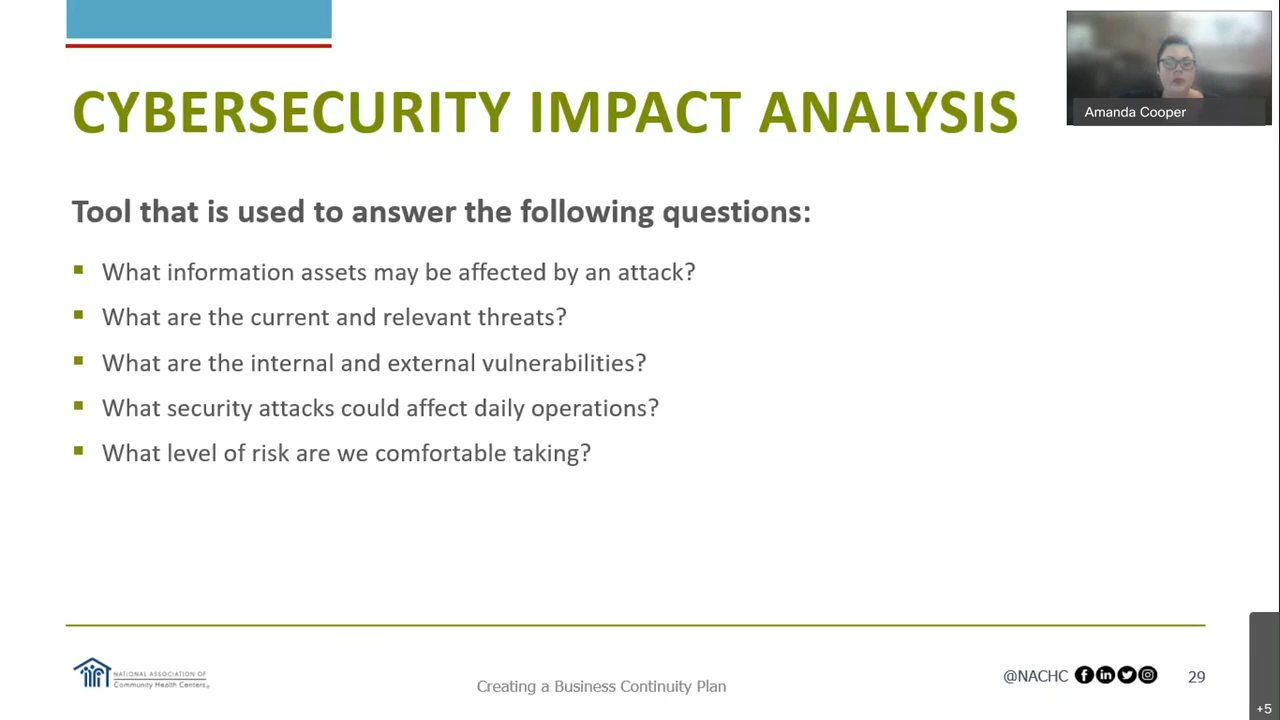 CYBERSECURITY IMPACT ANALYSIS
Amanda Cooper
Tool that is used to answer the following questions:
What information assets may be affected by an attack?
What are the current and relevant threats?
What are the internal and external vulnerabilities?
What security attacks could affect daily operations?
What level of risk are we comfortable taking?
NATIONAL ASSOCIATION OF
Community Health Centers®
Creating a Business Continuity Plan
@NACHC
29
+5